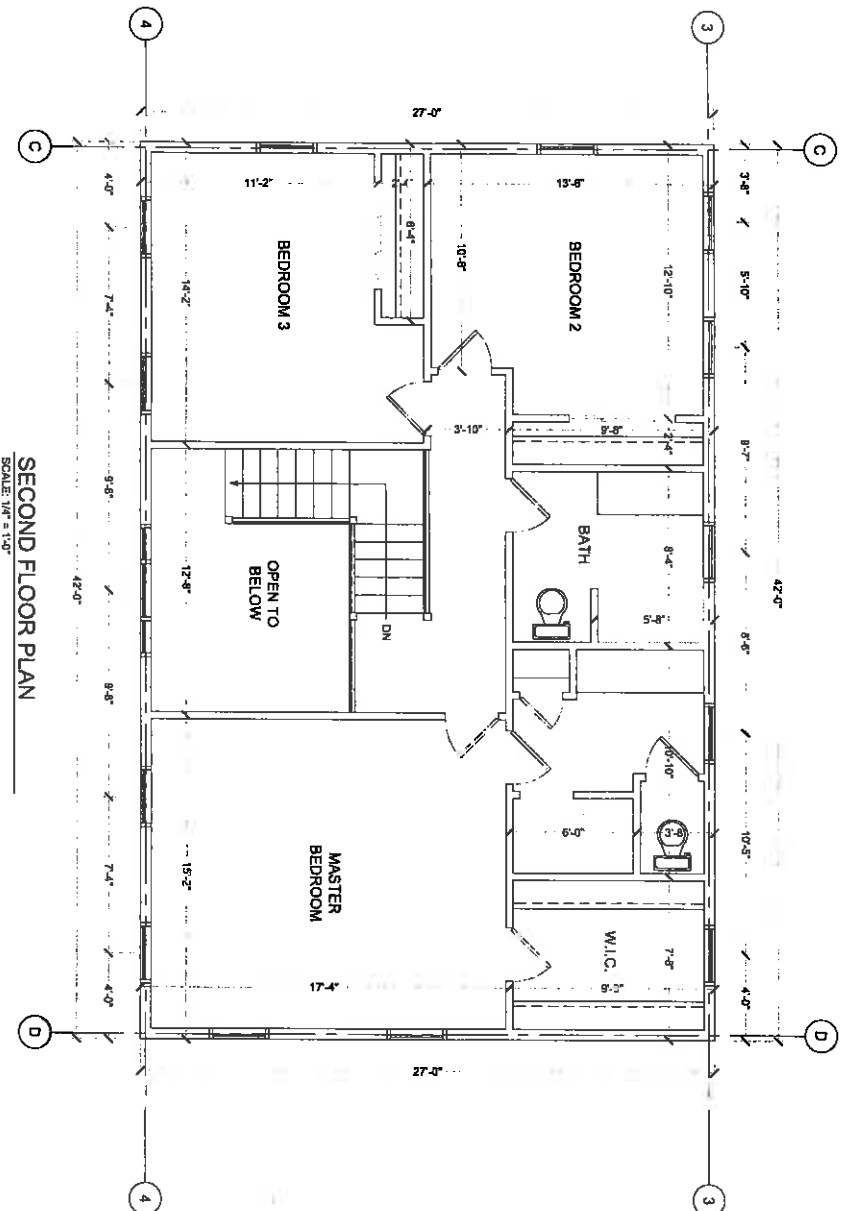 C
D
42'-0"
3'-8"
5'-10"
9'-7"
8'-6"
10'-5"
4'-0"
3
3
27'-0"
27'-0"
12'-10"
8'-4"
10'-10"
7'-8"
13'-6"
9'-8"
2'-4"
5'-8"
3'-8"
6'-0"
9'-8"
BEDROOM 2
BATH
W.I.C.
10'-8"
3'-10"
2'-4"
8'-4"
DN
11'-2"
BEDROOM 3
OPEN TO
BELOW
MASTER
BEDROOM
17'-4"
14'-2"
12'-8"
15'-2"
4
4
4'-0"
7'-4"
9'-8"
9'-8"
7'-4"
4'-0"
42'-0"
C
D
SECOND FLOOR PLAN
SCALE: 1/4" = 1'-0"